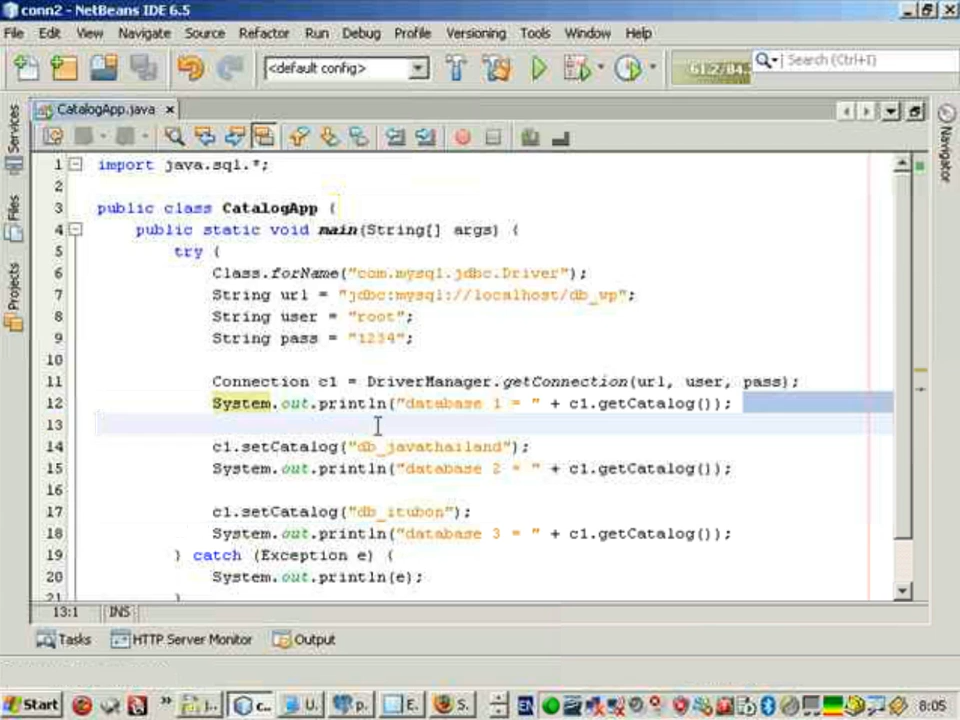 conn2 - NetBeans IDE 6.5
File Edit View Navigate Source Refactor Run Debug Profile Versioning Tools Window Help
<default config>
Search (Ctrl+I)
CatalogApp.java
Services
Files
Projects
Navigator
1 import java.sql.*;
2
3 public class CatalogApp {
4 public static void main(String[] args) {
5 try {
6 Class.forName("com.mysql.jdbc.Driver");
7 String url = "jdbc:mysql://localhost/db_wp";
8 String user = "root";
9 String pass = "1234";
10
11 Connection c1 = DriverManager.getConnection(url, user, pass);
12 System.out.println("database 1 = " + c1.getCatalog());
13
14 c1.setCatalog("db_javathailand");
15 System.out.println("database 2 = " + c1.getCatalog());
16
17 c1.setCatalog("db_itubon");
18 System.out.println("database 3 = " + c1.getCatalog());
19 } catch (Exception e) {
20 System.out.println(e);
21 }
13:1 INS
Tasks HTTP Server Monitor Output
Start » J.. c.. U. p. E. S. EN 8:05